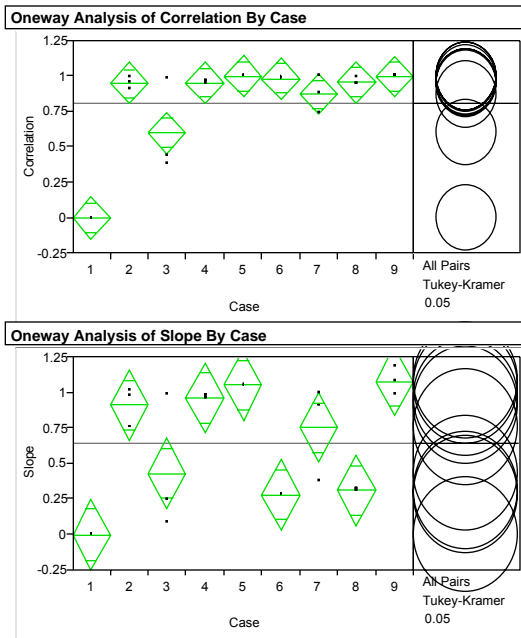 Oneway Analysis of Correlation By Case
1.25
1
0.75
0.5
0.25
0
-0.25
Correlation
1 2 3 4 5 6 7 8 9
Case
All Pairs
Tukey-Kramer
0.05
Oneway Analysis of Slope By Case
1.25
1
0.75
0.5
0.25
0
-0.25
Slope
1 2 3 4 5 6 7 8 9
Case
All Pairs
Tukey-Kramer
0.05